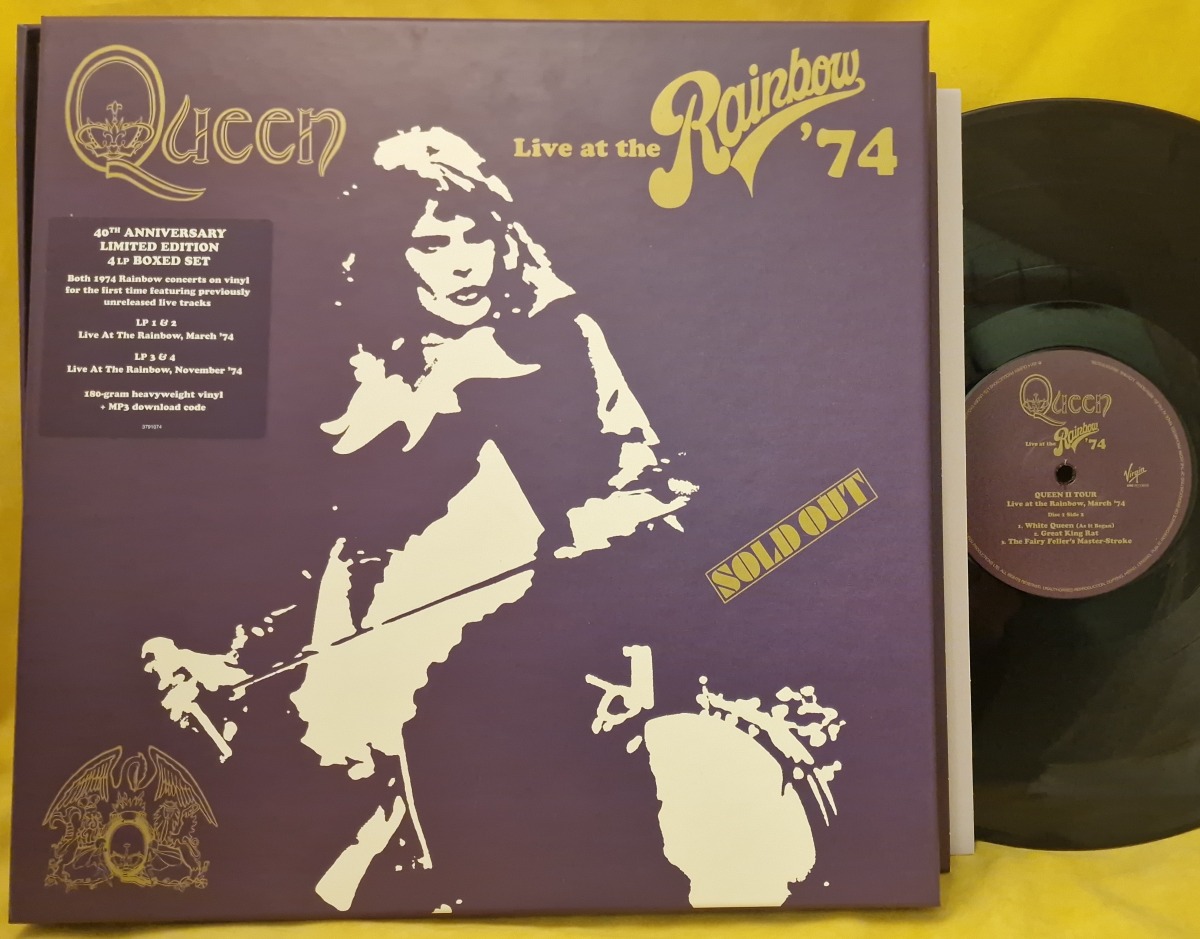 Queen
Live at the Rainbow '74
40TH ANNIVERSARY
LIMITED EDITION
4 LP BOXED SET
Both 1974 Rainbow concerts on vinyl
for the first time featuring previously
unreleased live tracks
LP 1 & 2
Live At The Rainbow, March '74
LP 3 & 4
Live At The Rainbow, November '74
180-gram heavyweight vinyl
+ MP3 download code
SOLD OUT
Queen
Live at the Rainbow '74
Virgin
QUEEN II TOUR
Live at the Rainbow, March '74
1. White Queen (As It Began)
2. Great King Rat
3. The Fairy Feller's Master-Stroke